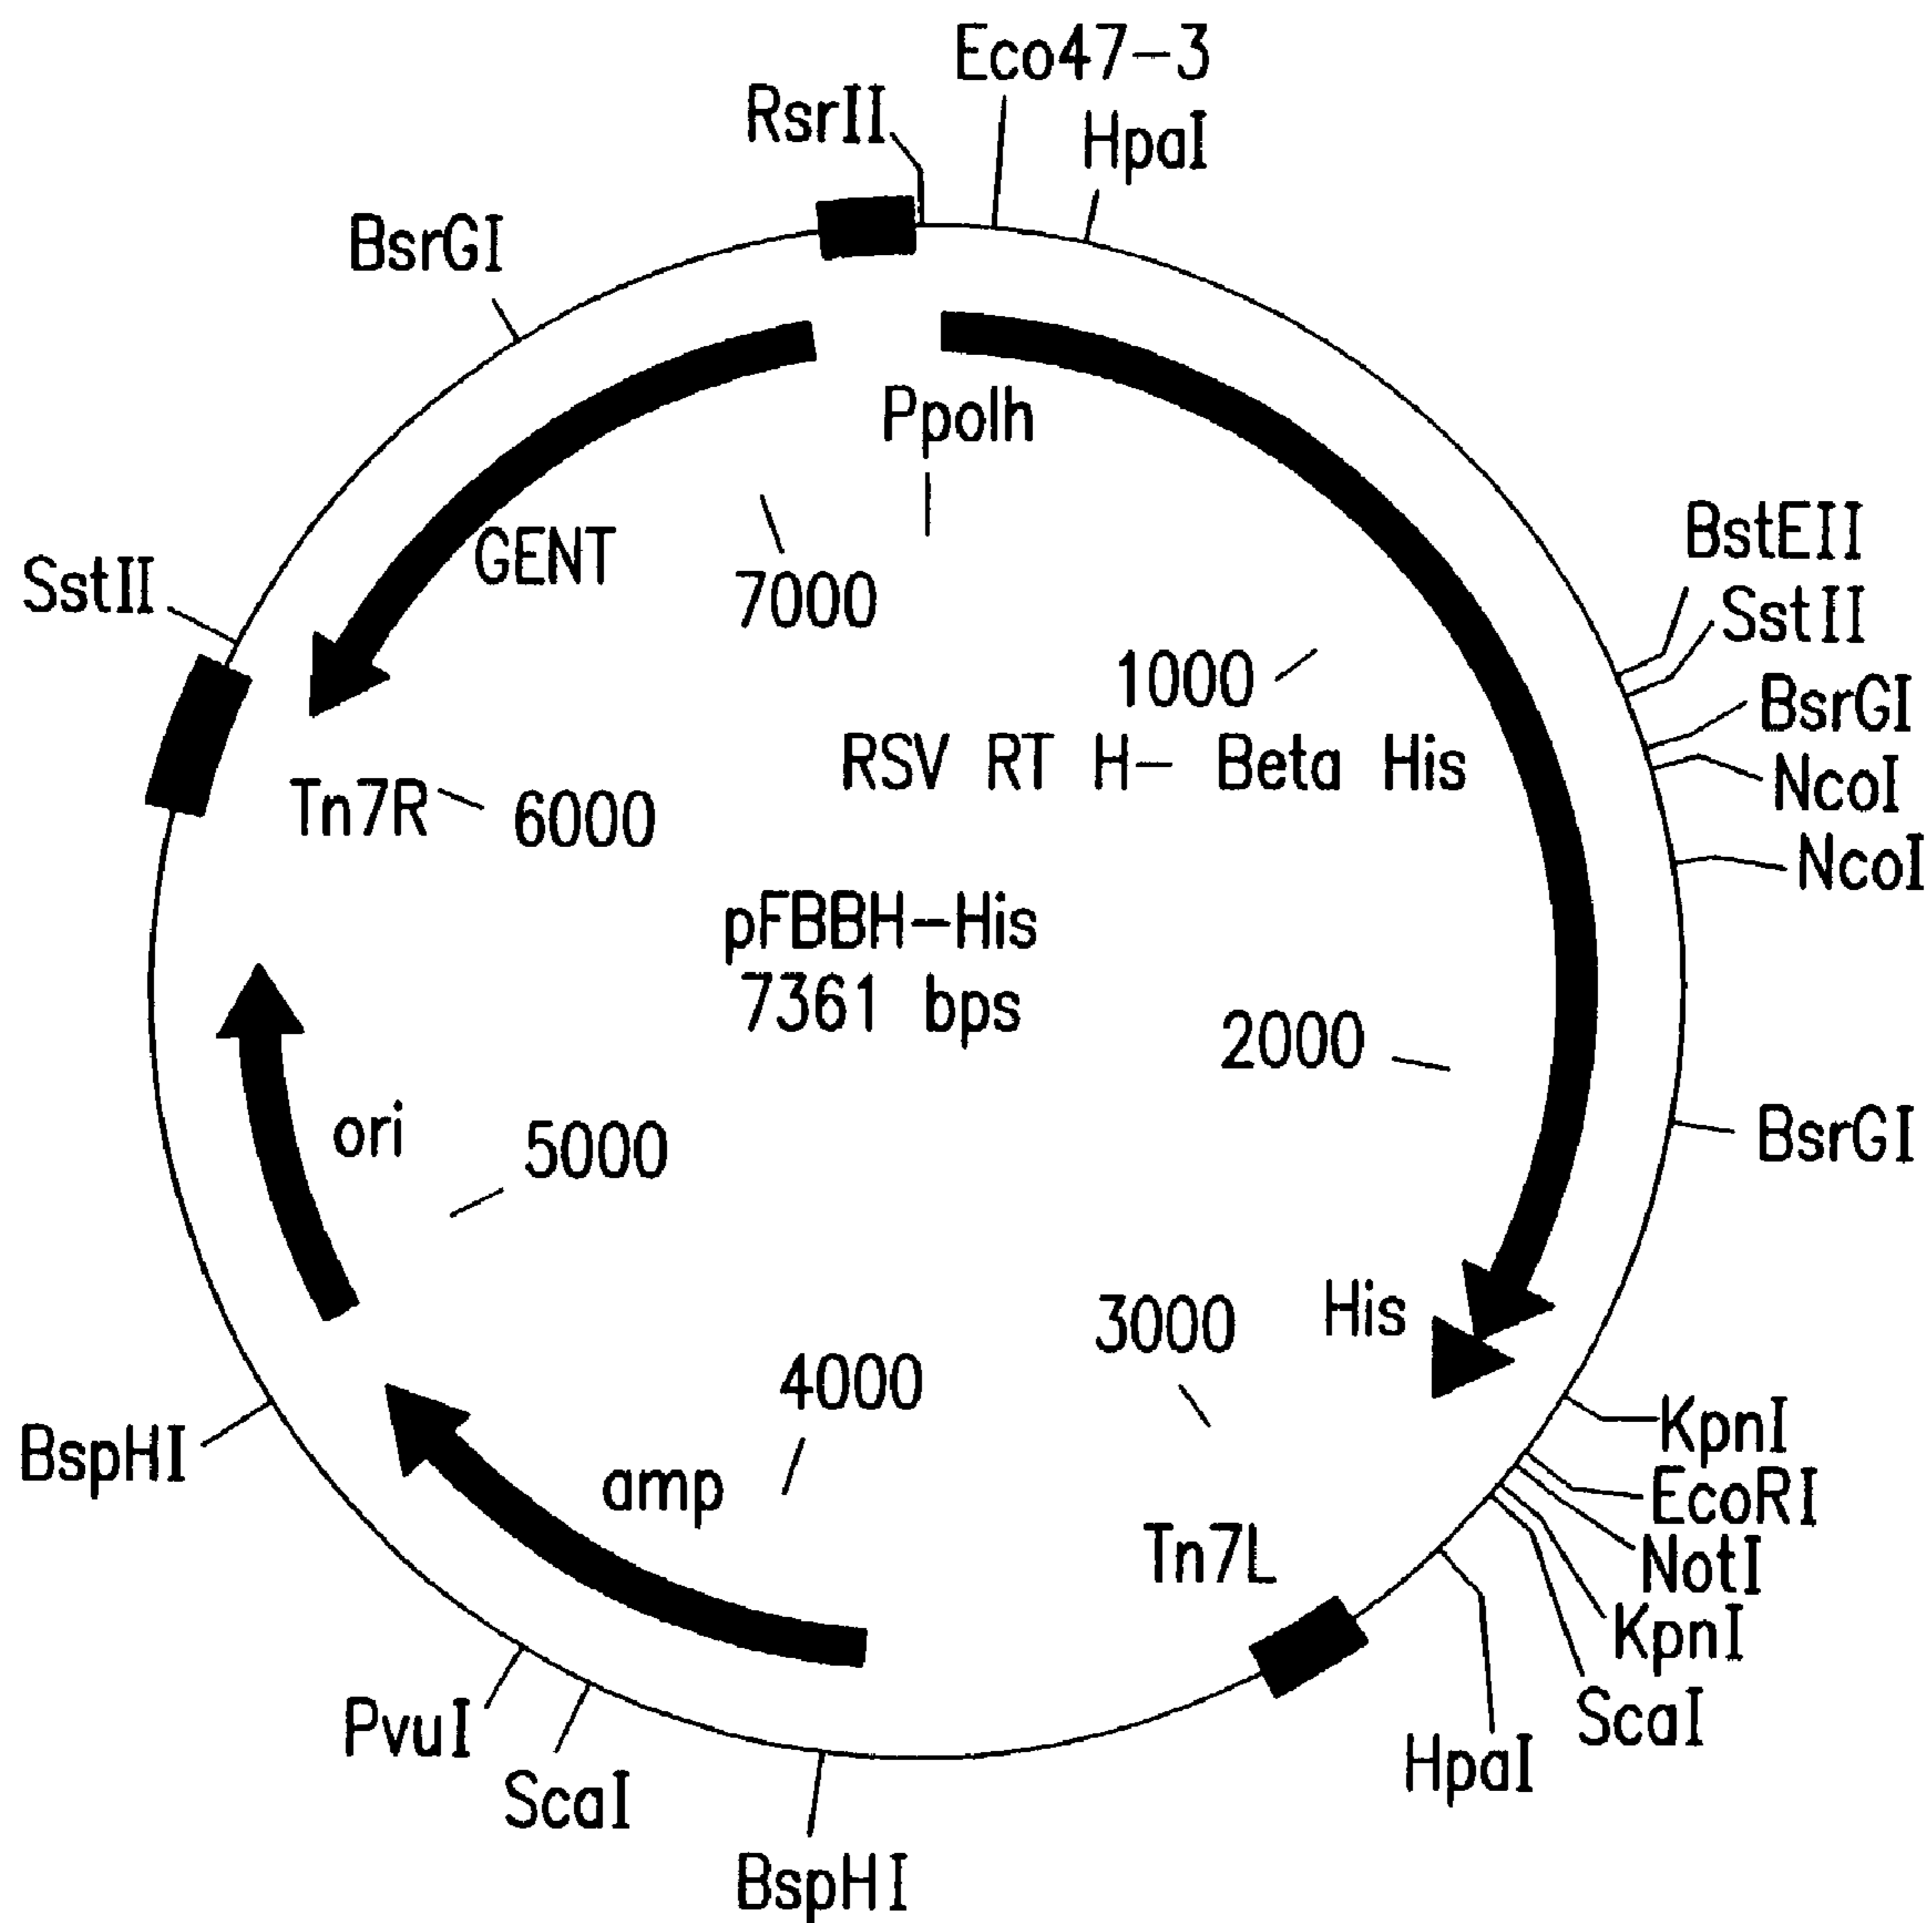 Eco47-3
RsrII
HpaI
BsrGI
Ppolh
BstEII
GENT
SstII
SstII
7000
1000
BsrGI
RSV RT H- Beta His
NcoI
Tn7R
6000
NcoI
pFBBH-His
7361 bps
2000
ori
5000
BsrGI
His
3000
4000
KpnI
BspHI
amp
EcoRI
Tn7L
NotI
KpnI
PvuI
ScaI
HpaI
ScaI
BspHI